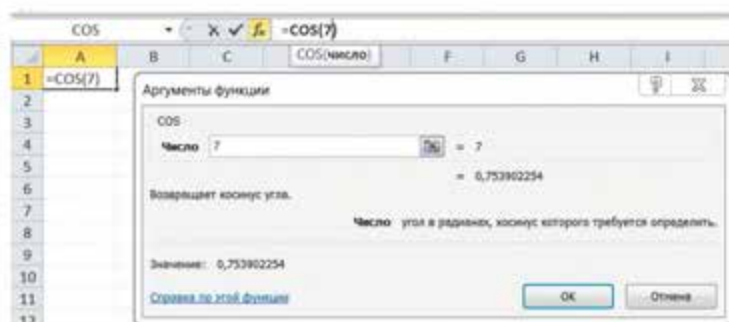 COS =COS(7)
COS(число)
A B C F G H I
1 =COS(7)
Аргументы функции
2
3
COS
4
Число 7 = 7
5
= 0,753902254
6
Возвращает косинус угла.
7
Число угол в радианах, косинус которого требуется определить.
8
9
Значение: 0,753902254
10
11
Справка по этой функции ОК Отмена
12